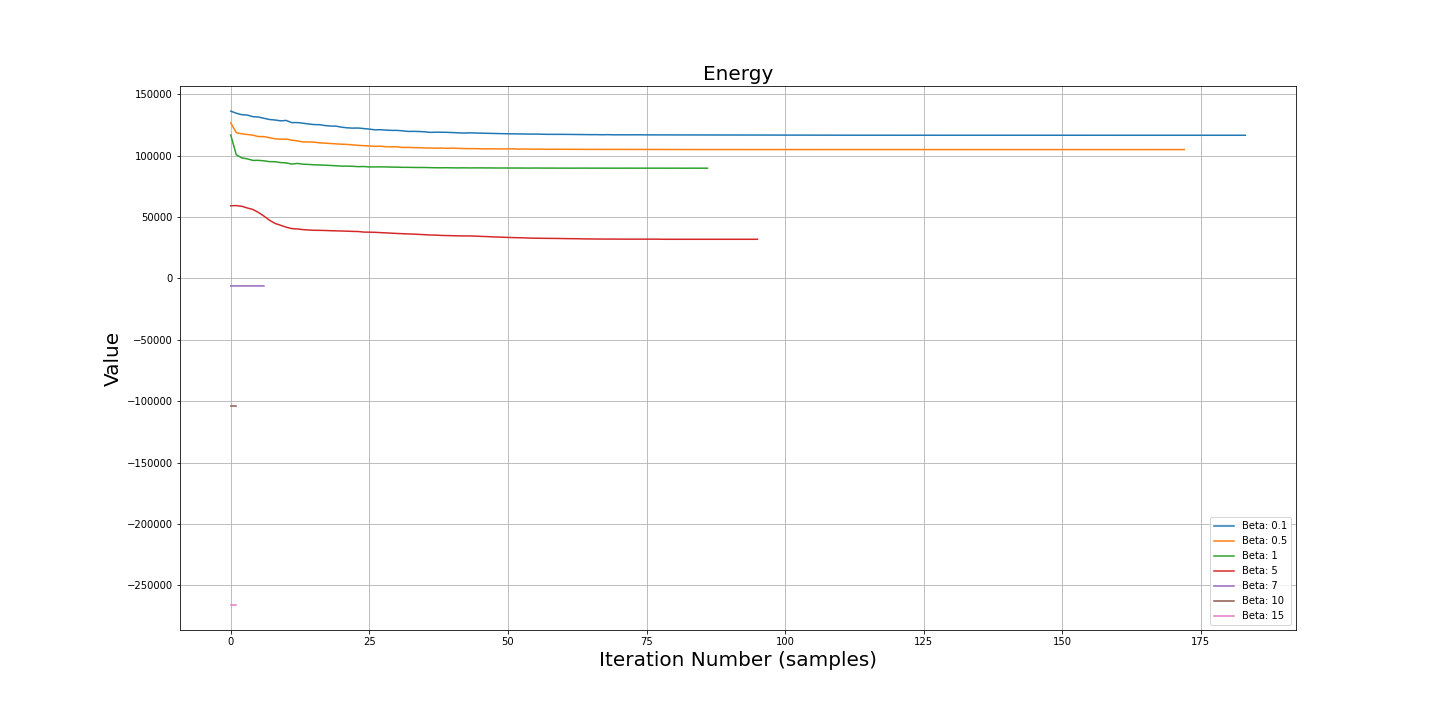 Energy
150000
100000
50000
0
−50000
−100000
−150000
−200000
−250000
Value
0 25 50 75 100 125 150 175
Iteration Number (samples)
Beta: 0.1
Beta: 0.5
Beta: 1
Beta: 5
Beta: 7
Beta: 10
Beta: 15